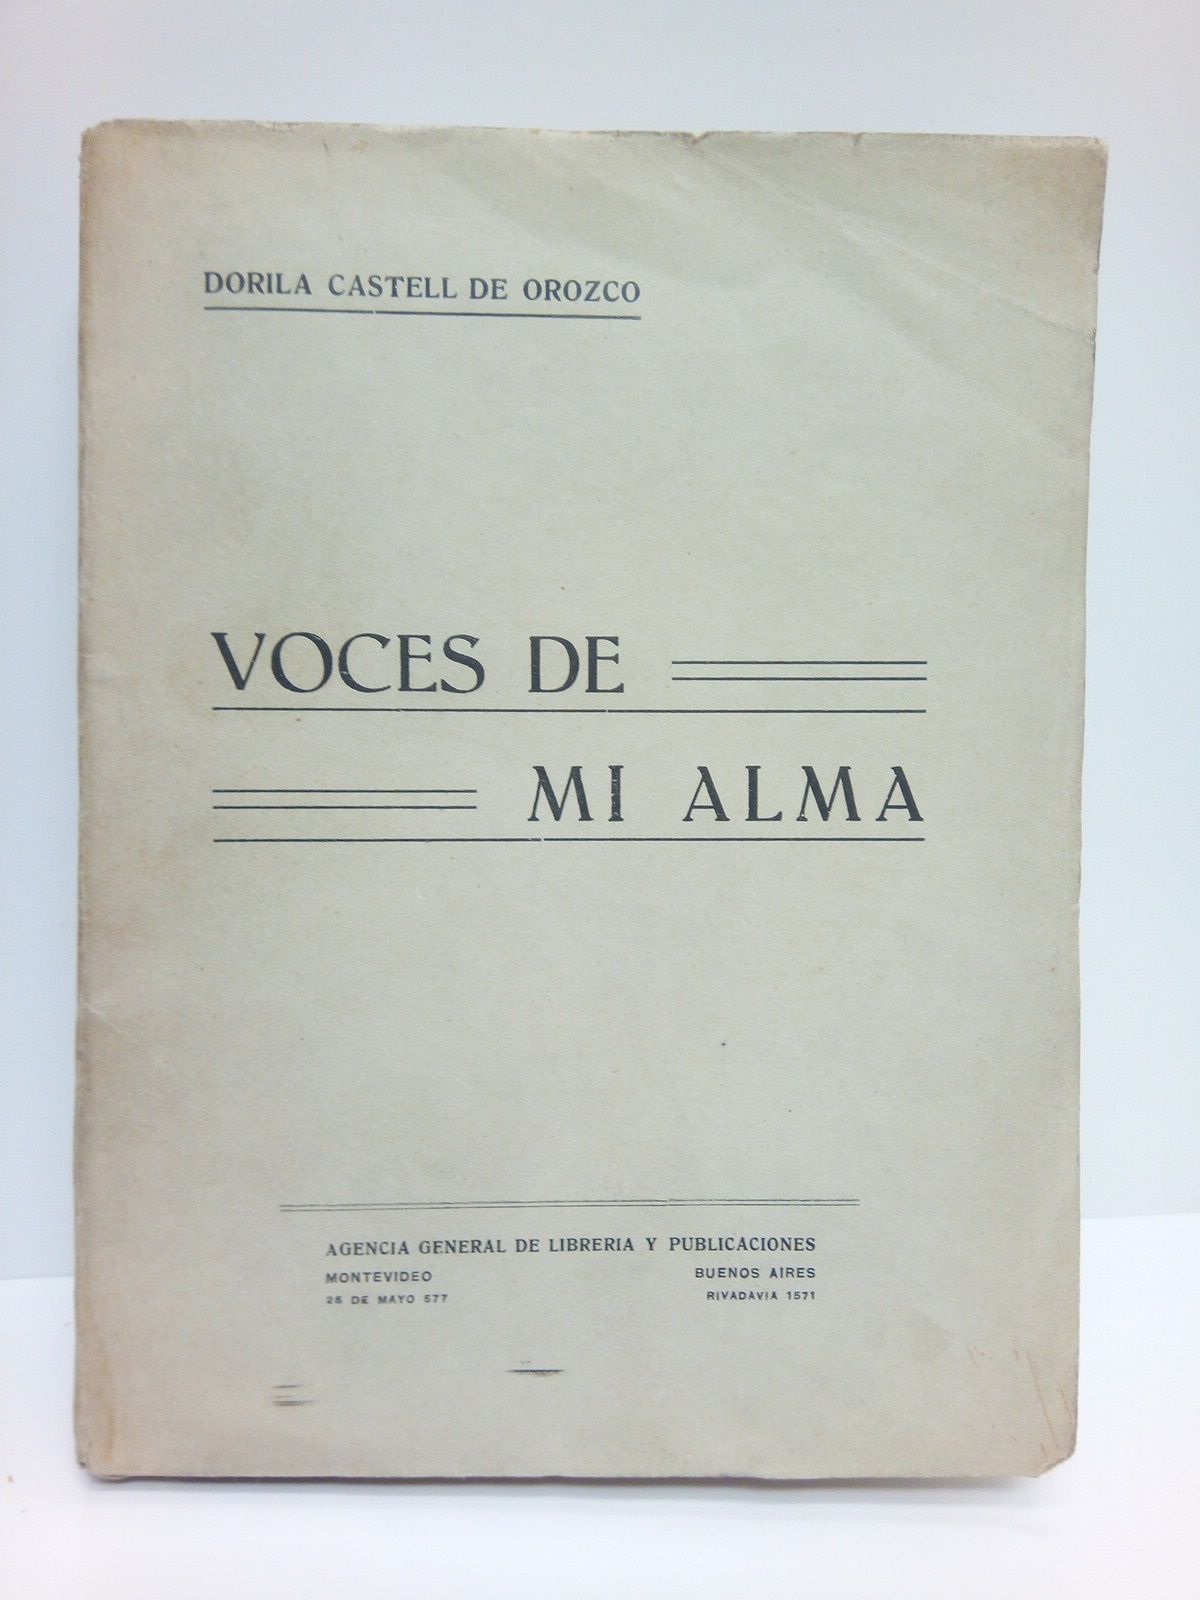 DORILA CASTELL DE OROZCO
VOCES DE
MI ALMA
AGENCIA GENERAL DE LIBRERIA Y PUBLICACIONES
MONTEVIDEO BUENOS AIRES
25 DE MAYO 577 RIVADAVIA 1571